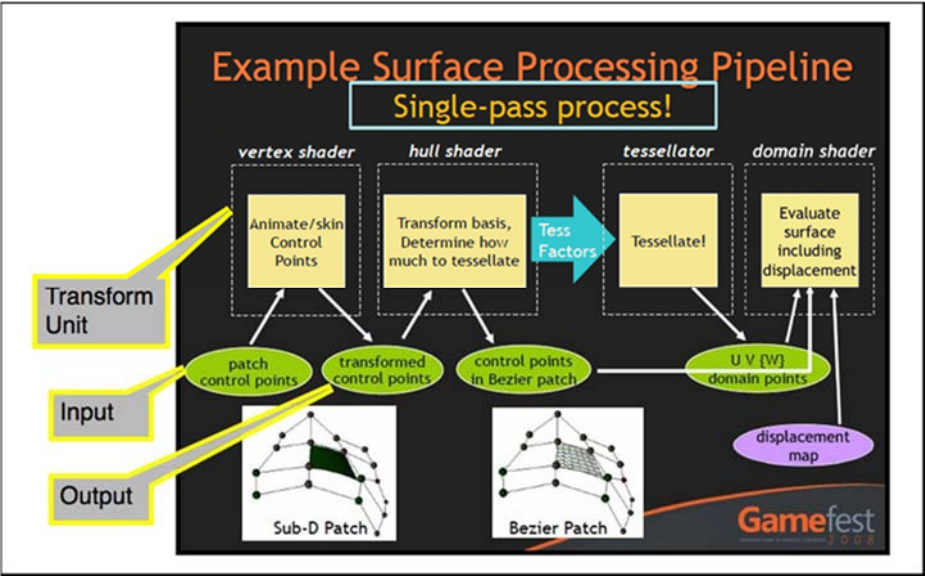 Example Surface Processing Pipeline
Single-pass process!
vertex shader
hull shader
tessellator
domain shader
Animate/skin
Control
Points
Transform basis,
Determine how
much to tessellate
Tess
Factors
Tessellate!
Evaluate
surface
including
displacement
Transform
Unit
patch
control points
transformed
control points
control points
in Bezier patch
U V {W}
domain points
Input
displacement
map
Output
Sub-D Patch
Bezier Patch
Gamefest
2008